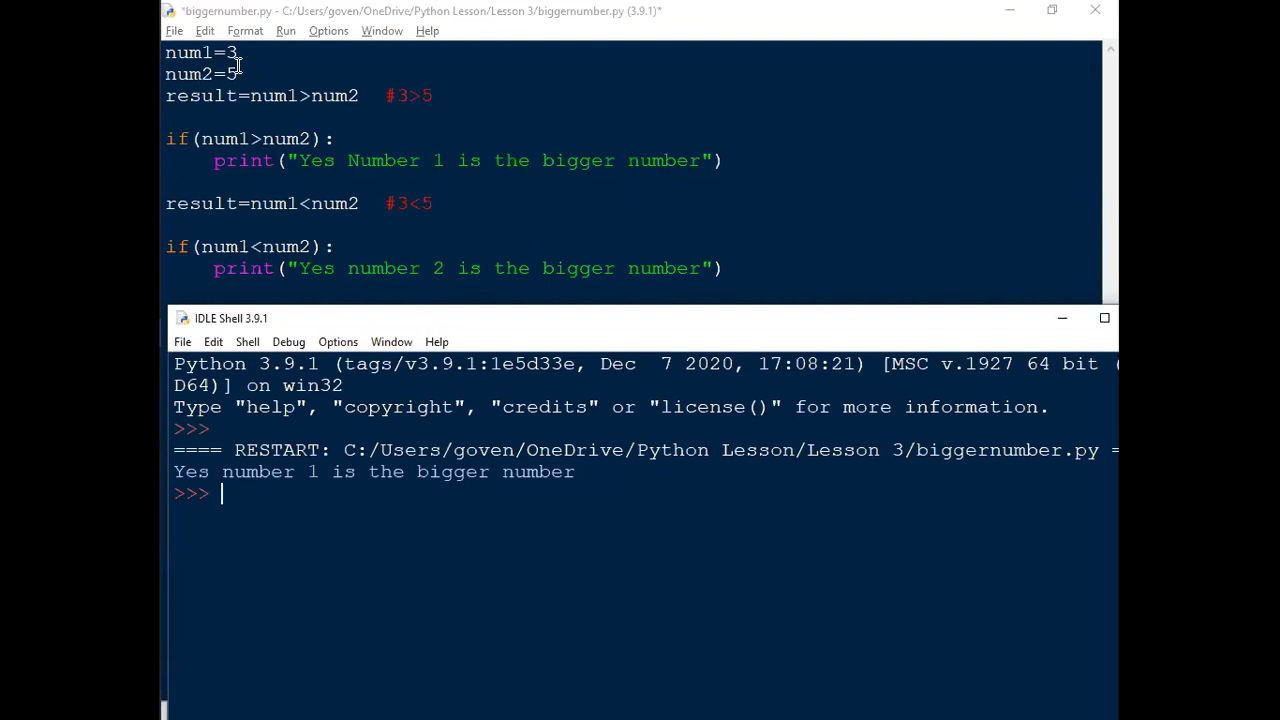 *biggernumber.py - C:/Users/goven/OneDrive/Python Lesson/Lesson 3/biggernumber.py (3.9.1)*
File Edit Format Run Options Window Help
num1=3
num2=5
result=num1>num2 #3>5
if(num1>num2):
print("Yes Number 1 is the bigger number")
result=num1<num2 #3<5
if(num1<num2):
print("Yes number 2 is the bigger number")
IDLE Shell 3.9.1
File Edit Shell Debug Options Window Help
Python 3.9.1 (tags/v3.9.1:1e5d33e, Dec 7 2020, 17:08:21) [MSC v.1927 64 bit (
D64)] on win32
Type "help", "copyright", "credits" or "license()" for more information.
>>>
==== RESTART: C:/Users/goven/OneDrive/Python Lesson/Lesson 3/biggernumber.py =
Yes number 1 is the bigger number
>>>